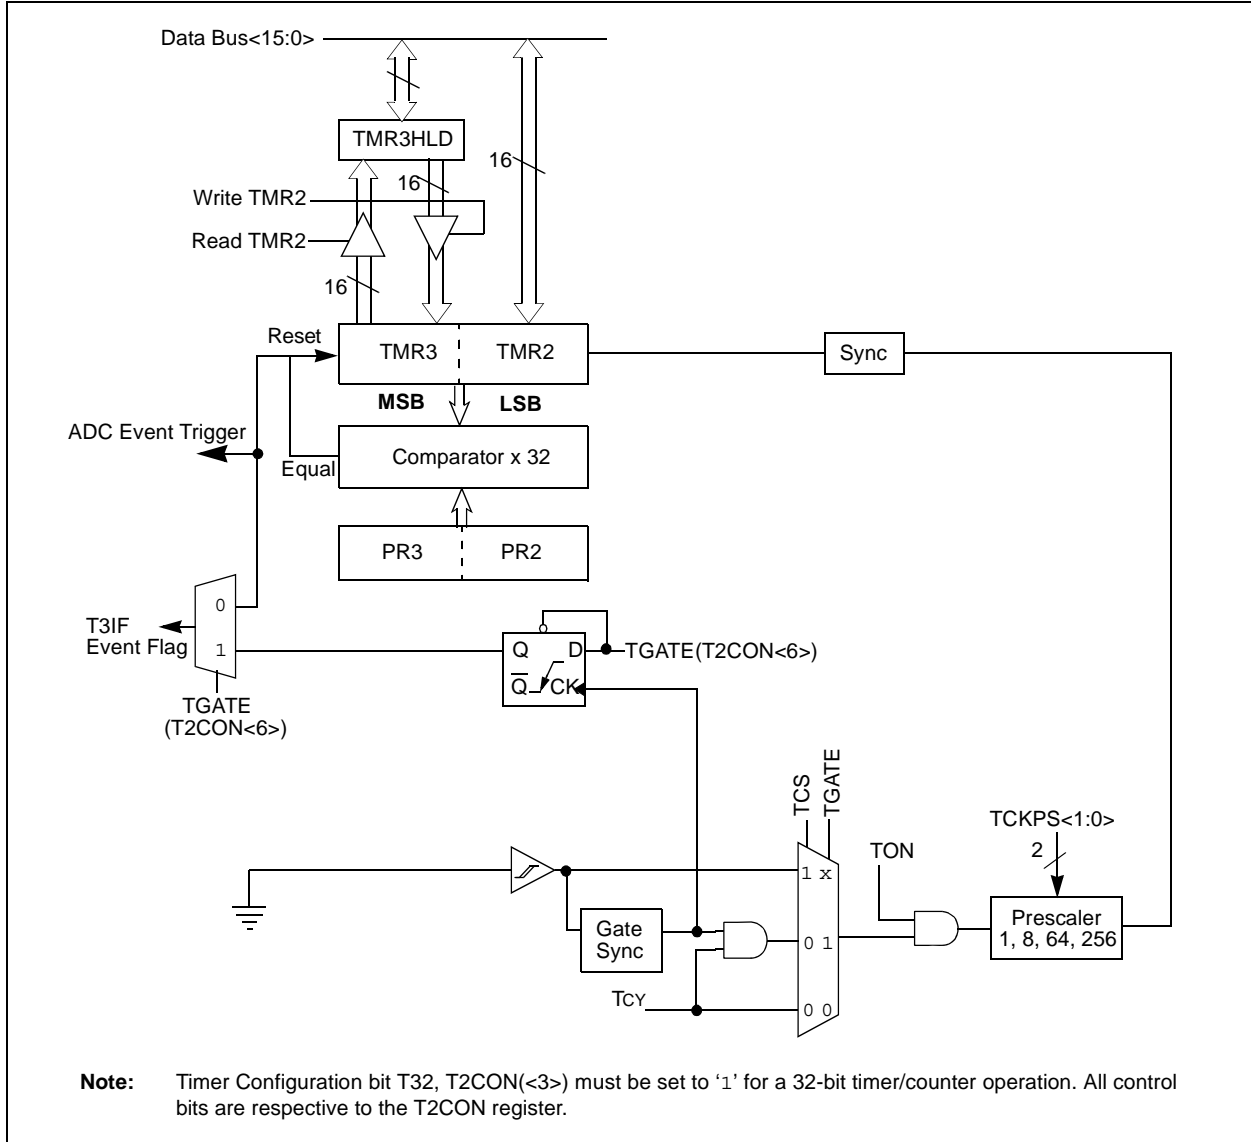 Data Bus<15:0>
TMR3HLD
16
16
Write TMR2
Read TMR2
16
Reset
TMR3
TMR2
Sync
MSB
LSB
ADC Event Trigger
Equal
Comparator x 32
PR3
PR2
0
T3IF
Event Flag
1
Q
D
TGATE(T2CON<6>)
Q
CK
TGATE
(T2CON<6>)
TCS
TGATE
TCKPS<1:0>
2
TON
1 x
Prescaler
1, 8, 64, 256
Gate
Sync
0 1
TCY
0 0
Note: Timer Configuration bit T32, T2CON(<3>) must be set to ‘1’ for a 32-bit timer/counter operation. All control
bits are respective to the T2CON register.